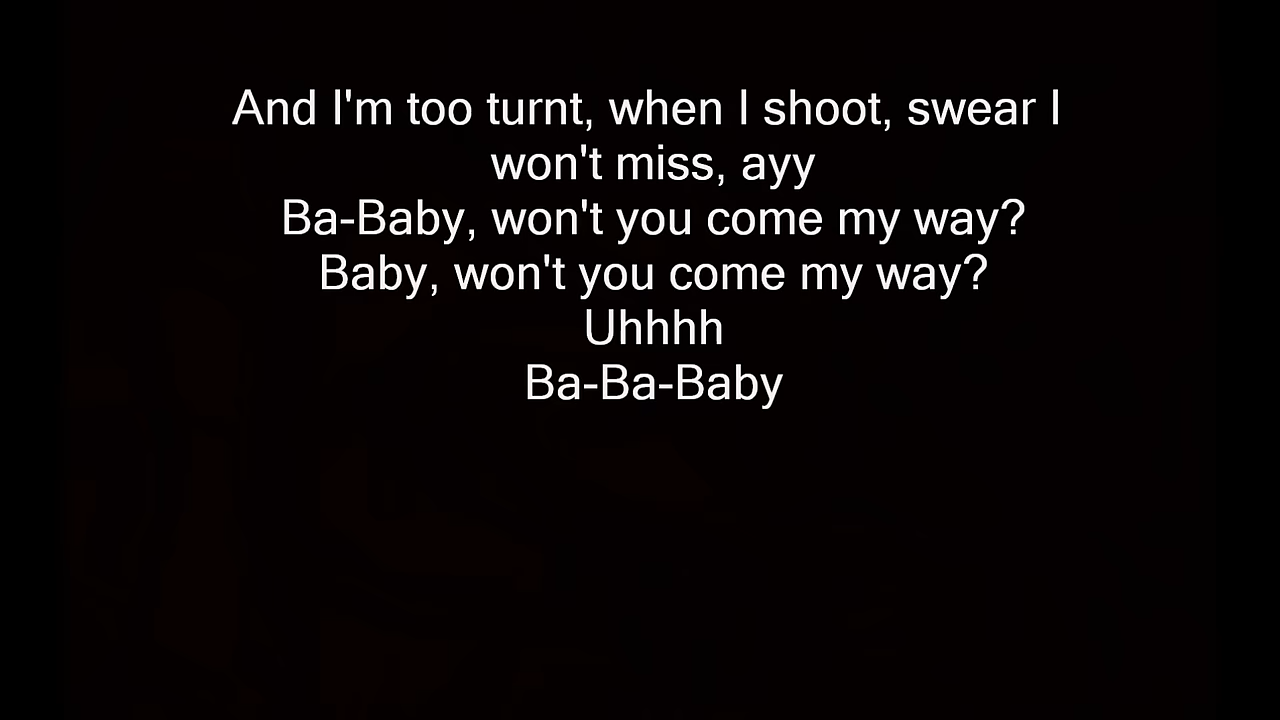 And I'm too turnt, when I shoot, swear I
won't miss, ayy
Ba-Baby, won't you come my way?
Baby, won't you come my way?
Uhhhh
Ba-Ba-Baby